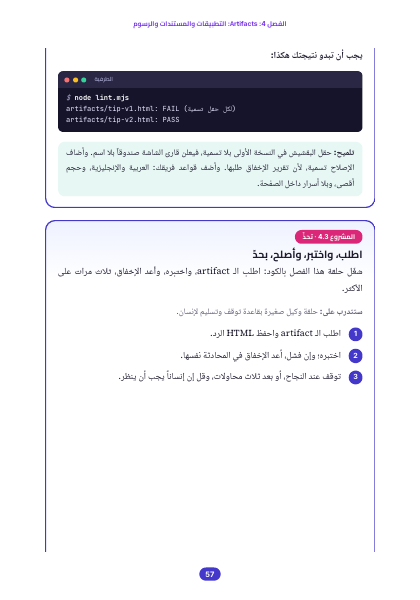 الفصل 4: Artifacts: التطبيقات والمستندات والرسوم
يجب أن تبدو نتيجتك هكذا:
الطرفية
$ node lint.mjs
artifacts/tip-v1.html: FAIL (لكل حقل تسمية)
artifacts/tip-v2.html: PASS
تلميح: حقل البقشيش في النسخة الأولى بلا تسمية، فيعلن قارئ الشاشة صندوقاً بلا اسم. وأضاف
الإصلاح تسمية، لأن تقرير الإخفاق طلبها. وأضف قواعد فريقك: العربية والإنجليزية، وحجم
أقصى، وبلا أسرار داخل الصفحة.
المشروع 4.3 · تحدٍّ
اطلب، واختبر، وأصلح، بحدّ
شغّل حلقة هذا الفصل بالكود: اطلب الـ artifact، واختبره، وأعد الإخفاق، ثلاث مرات على
الأكثر.
ستتدرب على: حلقة وكيل صغيرة بقاعدة توقف وتسليم لإنسان.
1 اطلب الـ artifact واحفظ HTML الرد.
2 اختبره؛ وإن فشل، أعد الإخفاق في المحادثة نفسها.
3 توقف عند النجاح، أو بعد ثلاث محاولات، وقل إن إنساناً يجب أن ينظر.
57